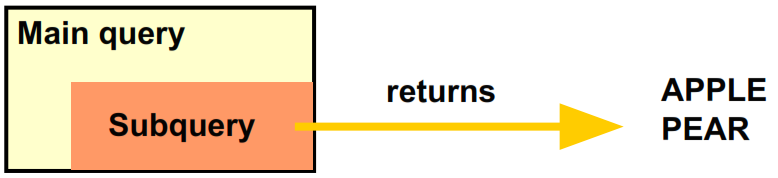 Main query
Subquery
returns
APPLE
PEAR